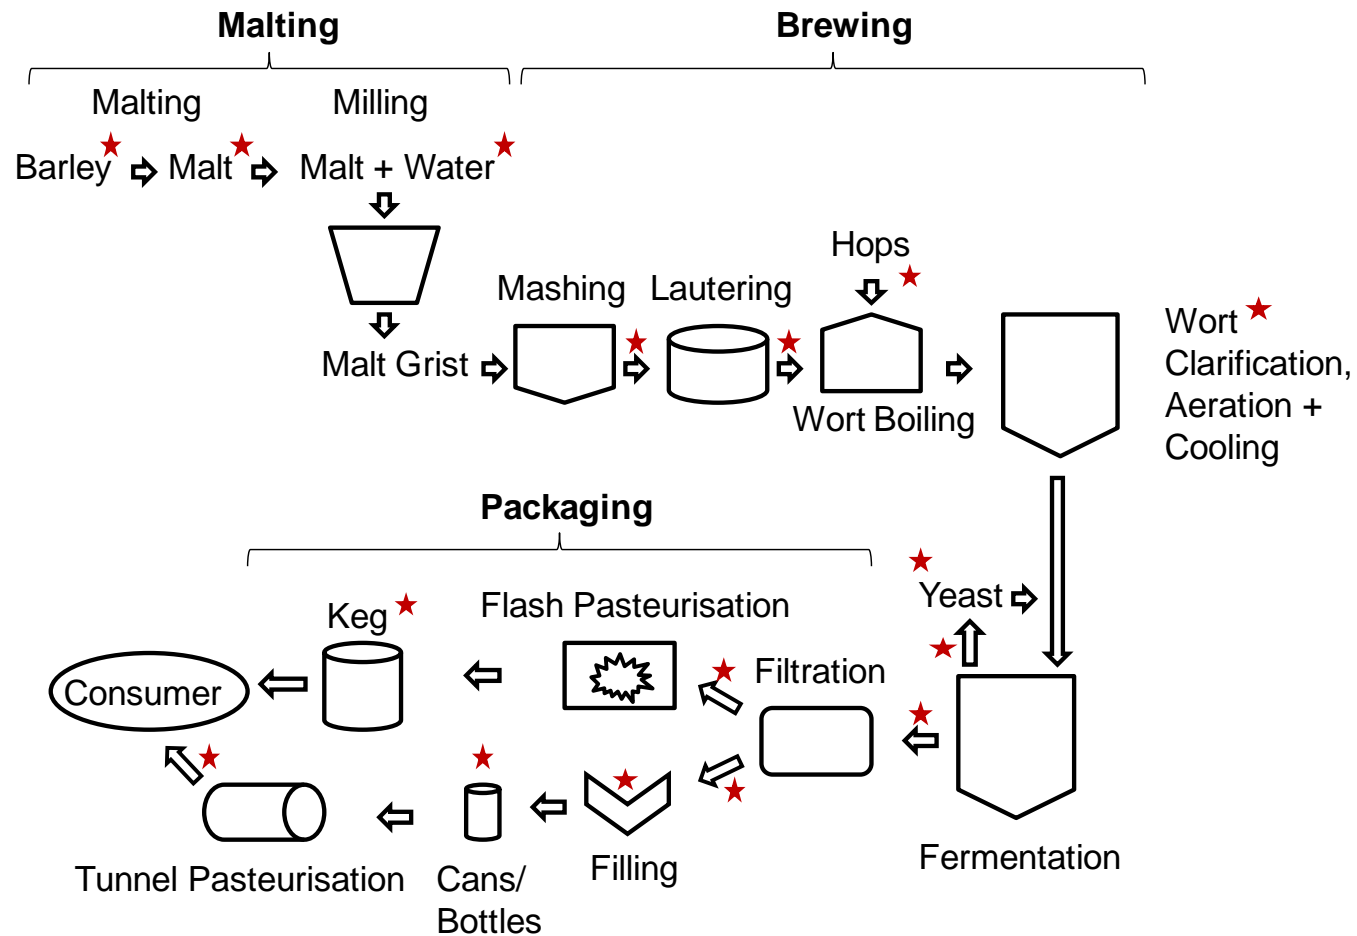 Malting
Brewing
Malting
Milling
Barley
Malt
Malt + Water
Hops
Mashing
Lautering
Malt Grist
Wort Boiling
Wort
Clarification,
Aeration +
Cooling
Packaging
Yeast
Keg
Flash Pasteurisation
Filtration
Consumer
Fermentation
Filling
Tunnel Pasteurisation
Cans/
Bottles